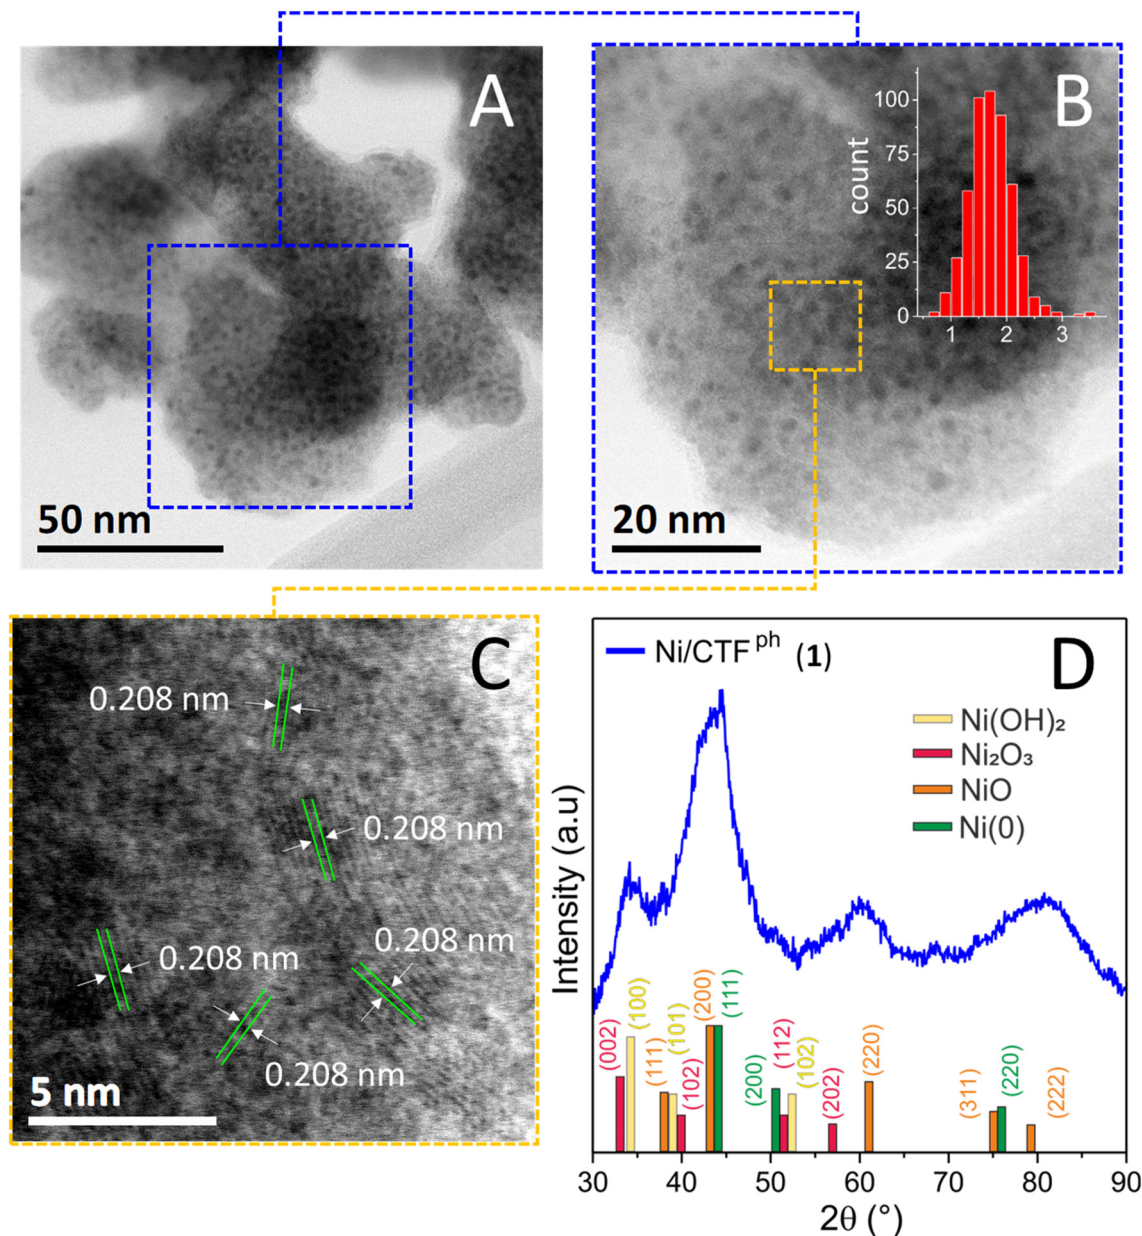 A
50 nm
B
count
100
75
50
25
0
1
2
3
20 nm
C
0.208 nm
0.208 nm
0.208 nm
0.208 nm
0.208 nm
5 nm
D
Ni/CTF^ph (1)
Ni(OH)₂
Ni₂O₃
NiO
Ni(0)
Intensity (a.u)
(002)
(100)
(111)
(101)
(102)
(200)
(111)
(200)
(112)
(102)
(202)
(220)
(311)
(220)
(222)
30
40
50
60
70
80
90
2θ (°)